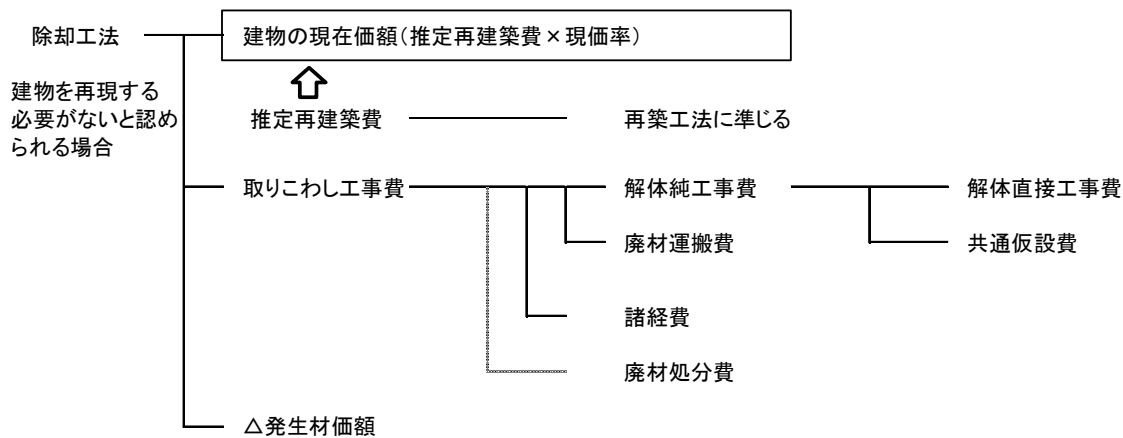 除却工法
建物の現在価額(推定再建築費×現価率)
建物を再現する
必要がないと認め
られる場合
推定再建築費
再築工法に準じる
取りこわし工事費
解体純工事費
解体直接工事費
廃材運搬費
共通仮設費
諸経費
廃材処分費
△発生材価額